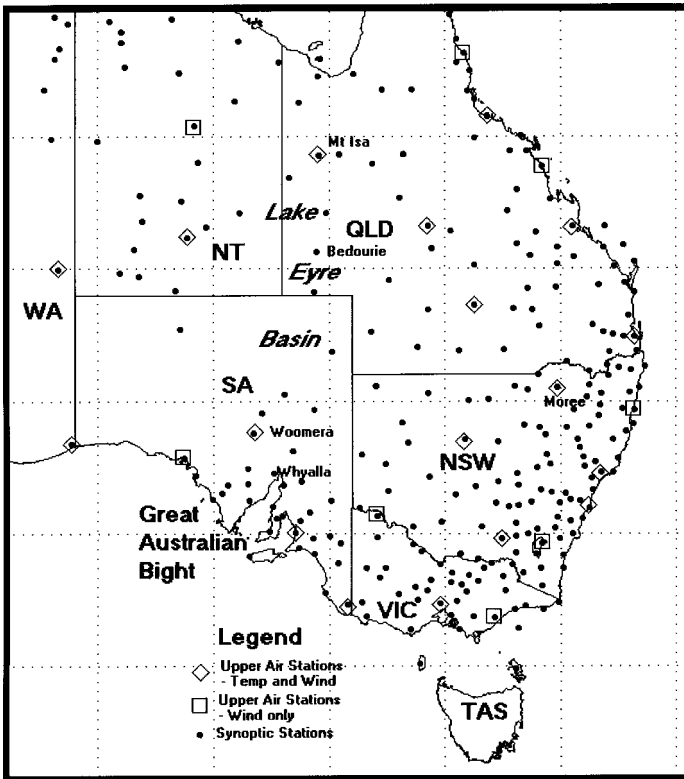 Mt Isa
Lake
QLD
NT
Bedourie
Eyre
WA
Basin
SA
Moree
Woomera
NSW
Whyalla
Great
Australian
Bight
VIC
Legend
Upper Air Stations
- Temp and Wind
Upper Air Stations
- Wind only
Synoptic Stations
TAS